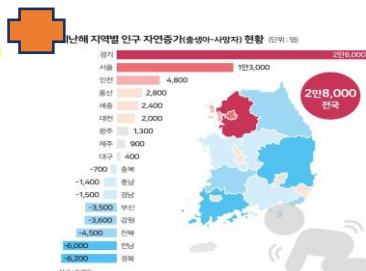 지난해 지역별 인구 자연증가(출생아-사망자) 현황 (단위: 명)
경기 2만8,000
서울 1만3,000
인천 4,800
울산 2,800
세종 2,400
대전 2,000
광주 1,300
제주 900
대구 400
-700 충북
-1,400 충남
-1,500 경남
-3,500 부산
-3,600 강원
-4,500 전북
-6,000 전남
-6,200 경북
2만8,000
전국